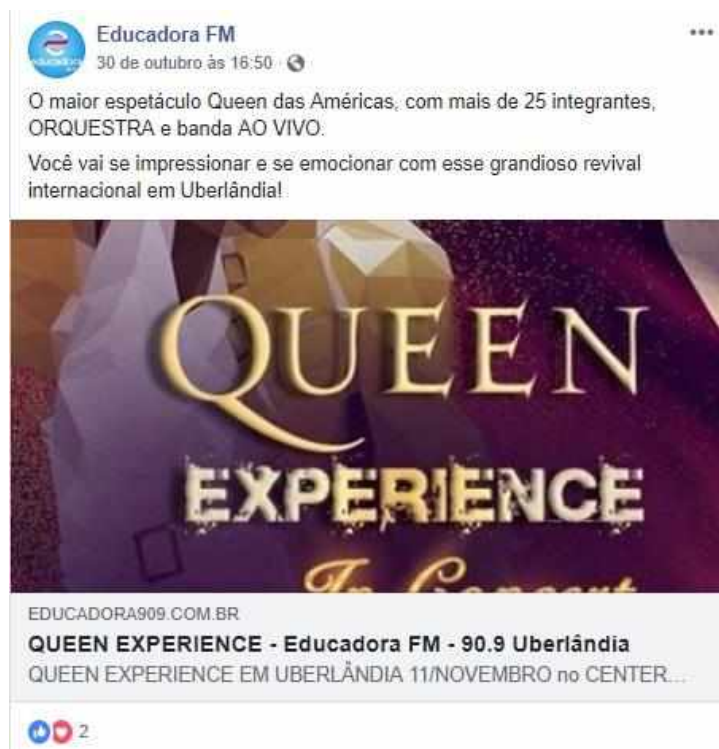 Educadora FM
30 de outubro às 16:50
O maior espetáculo Queen das Américas, com mais de 25 integrantes,
ORQUESTRA e banda AO VIVO.
Você vai se impressionar e se emocionar com esse grandioso revival
internacional em Uberlândia!
QUEEN
EXPERIENCE
In Concert
EDUCADORA909.COM.BR
QUEEN EXPERIENCE - Educadora FM - 90.9 Uberlândia
QUEEN EXPERIENCE EM UBERLÂNDIA 11/NOVEMBRO no CENTER...
2